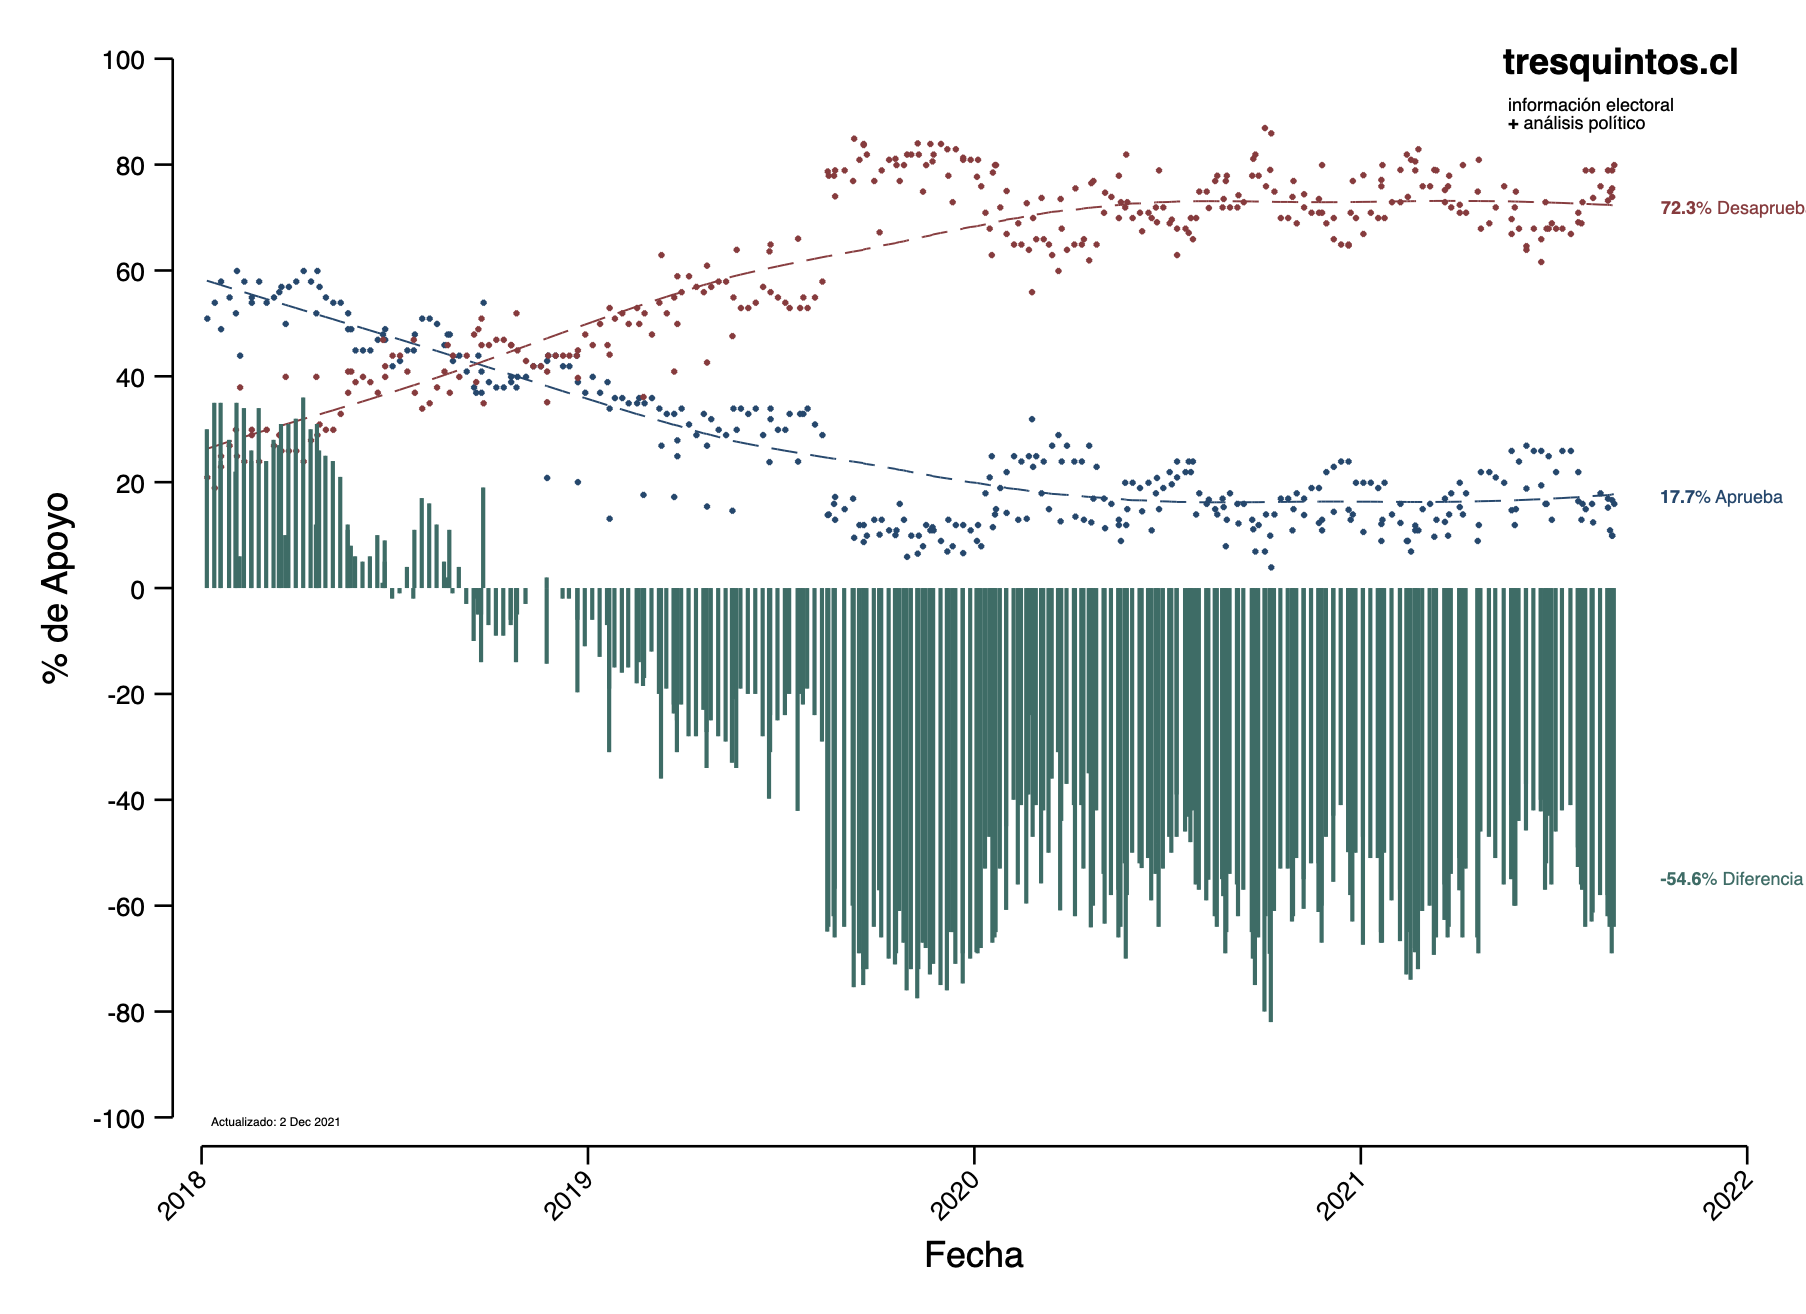 tresquintos.cl
información electoral
+ análisis político
100
80
60
40
20
0
-20
-40
-60
-80
-100
% de Apoyo
72.3% Desaprueb
17.7% Aprueba
-54.6% Diferencia
Actualizado: 2 Dec 2021
2018
2019
2020
2021
2022
Fecha